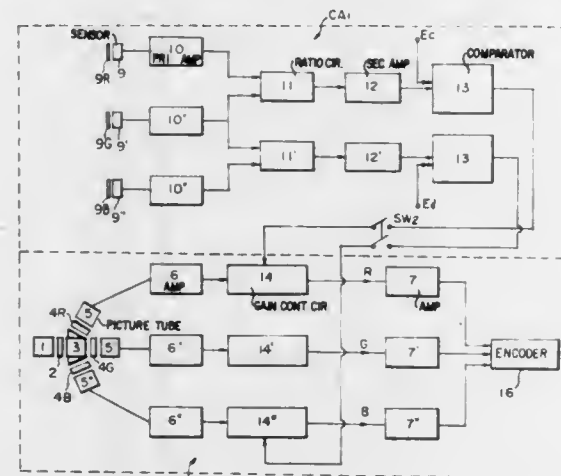 CA1
SENSOR
10
PRI AMP
Ec
COMPARATOR
9R
9
RATIO CIR.
SEC AMP
11
12
13
9G
9'
10'
11'
12'
13
9B
9"
10"
Ed
SW2
6
AMP
14
R
7
AMP
GAIN CONT CIR
4R
5
PICTURE TUBE
1
3
5
6'
14'
G
7'
ENCODER
2
4B
4G
16
5"
6"
14"
B
7"